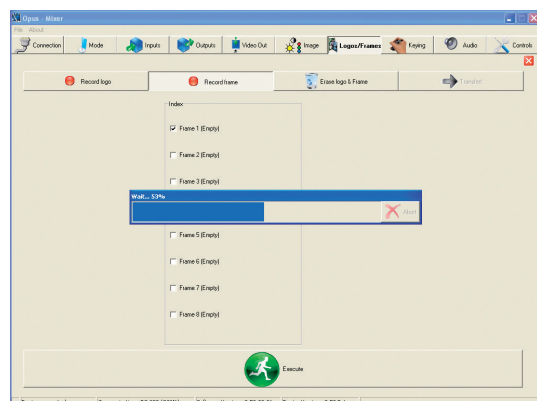 Opus - Mixer
File About
Connection Mode Inputs Outputs Video Out Image Logos/Frames Keying Audio Controls
Record logo Record frame Erase logo & Frame Transfer
Index
Frame 1 (Empty)
Frame 2 (Empty)
Frame 3 (Empty)
Wait... 53%
Abort
Frame 5 (Empty)
Frame 6 (Empty)
Frame 7 (Empty)
Frame 8 (Empty)
Execute